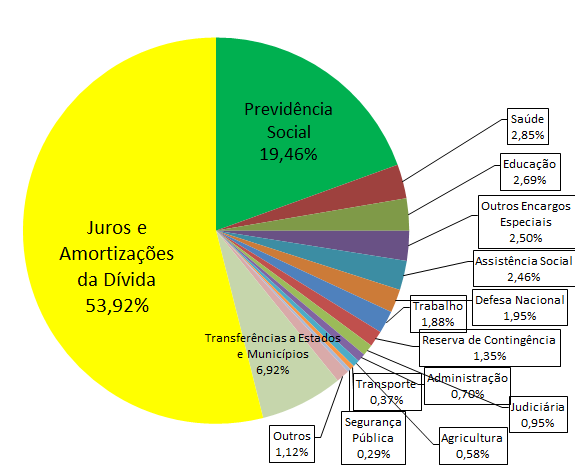 Previdência
Social
19,46%
Saúde
2,85%
Educação
2,69%
Outros Encargos
Especiais
2,50%
Assistência Social
2,46%
Defesa Nacional
1,95%
Trabalho
1,88%
Reserva de Contingência
1,35%
Judiciária
0,95%
Administração
0,70%
Agricultura
0,58%
Transporte
0,37%
Segurança
Pública
0,29%
Outros
1,12%
Transferências a Estados
e Municípios
6,92%
Juros e
Amortizações
da Dívida
53,92%